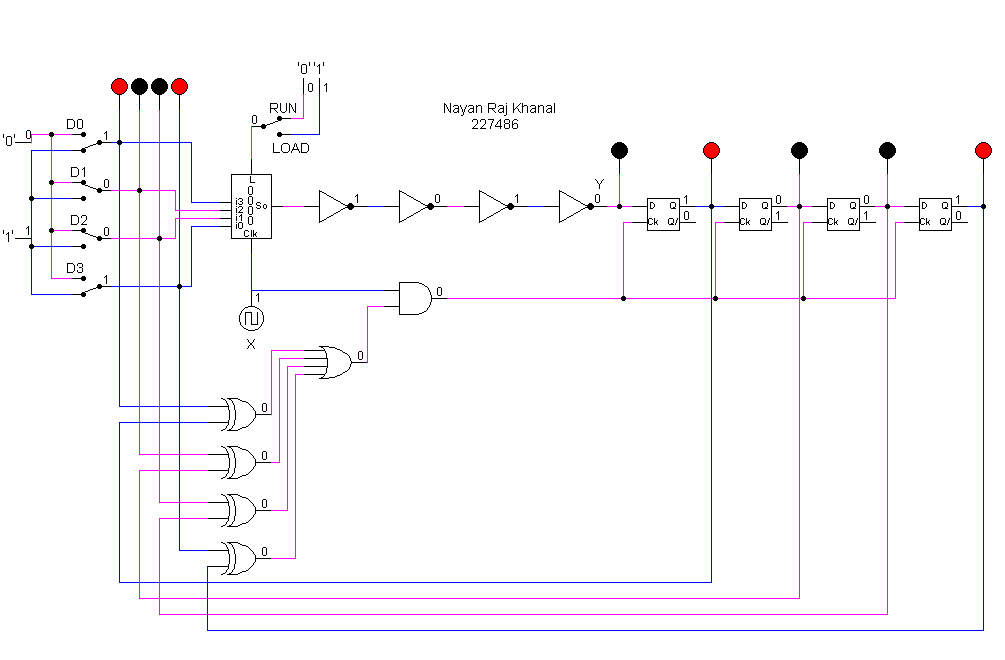 '0' '1'
0 1
RUN
0
LOAD
Nayan Raj Khanal
227486
D0
'0' 0
1
D1
0
D2
0
'1' 1
D3
1
L
0
0
0
0
i3
i2
i1
i0
So
Clk
1
0
1
Y
0
D Q 1
Ck Q/ 0
D Q 0
Ck Q/ 1
D Q 0
Ck Q/ 1
D Q 1
Ck Q/ 0
1
X
0
0
0
0
0
0